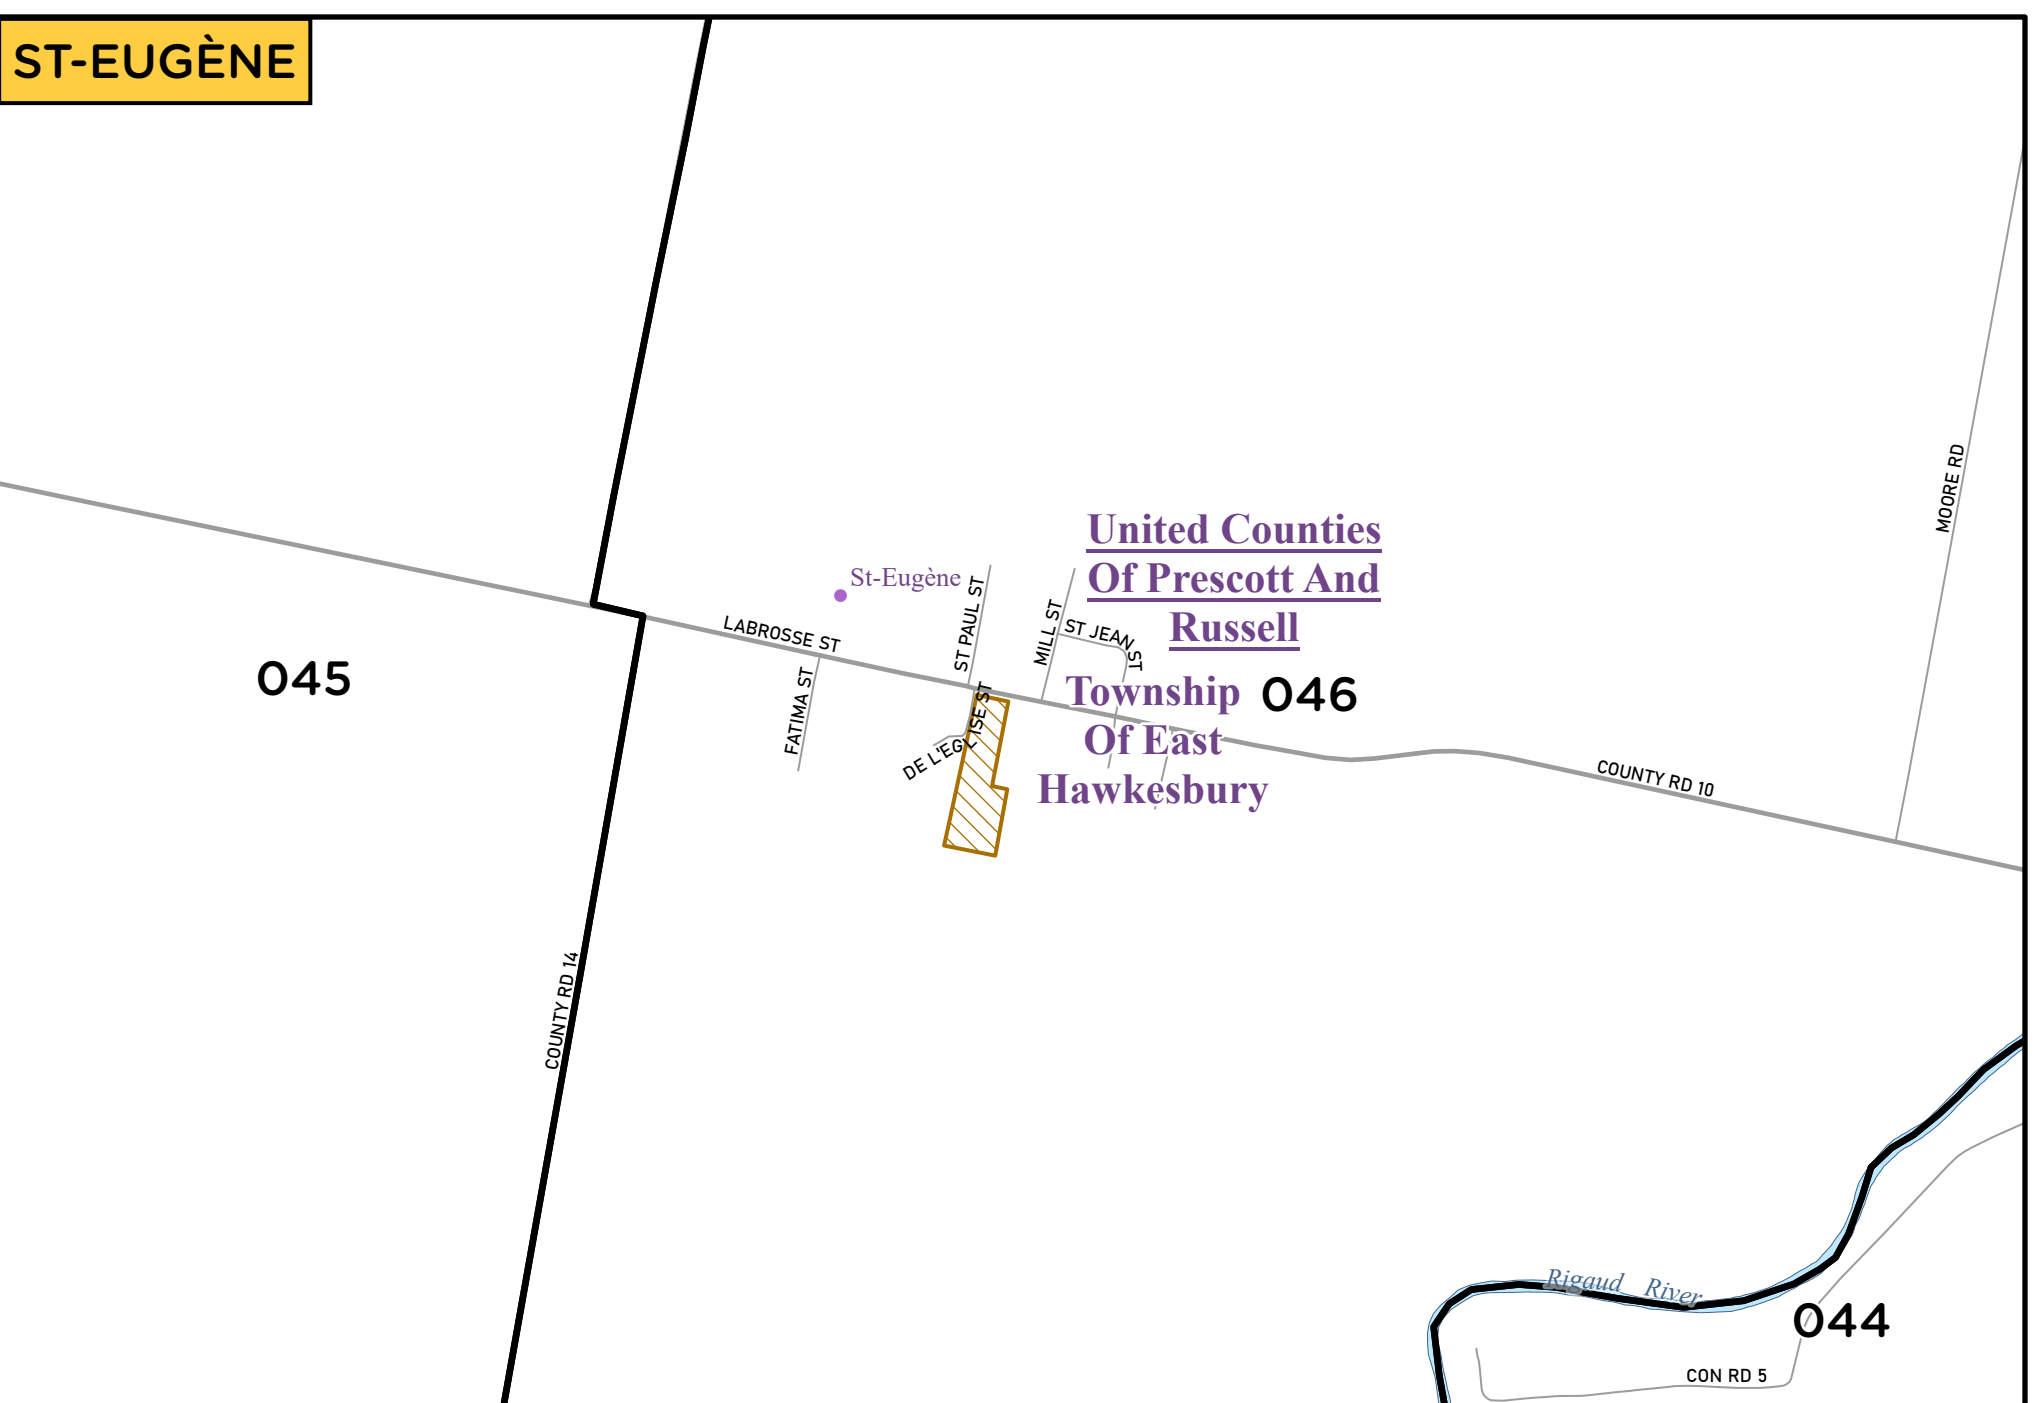 ST-EUGÈNE
MOORE RD
United Counties
Of Prescott And
Russell
St-Eugène
ST PAUL ST
MILL ST
ST JEAN ST
LABROSSE ST
045
FATIMA ST
DE L'EGLISE ST
Township
Of East
Hawkesbury
046
COUNTY RD 10
COUNTY RD 14
Rigaud River
044
CON RD 5